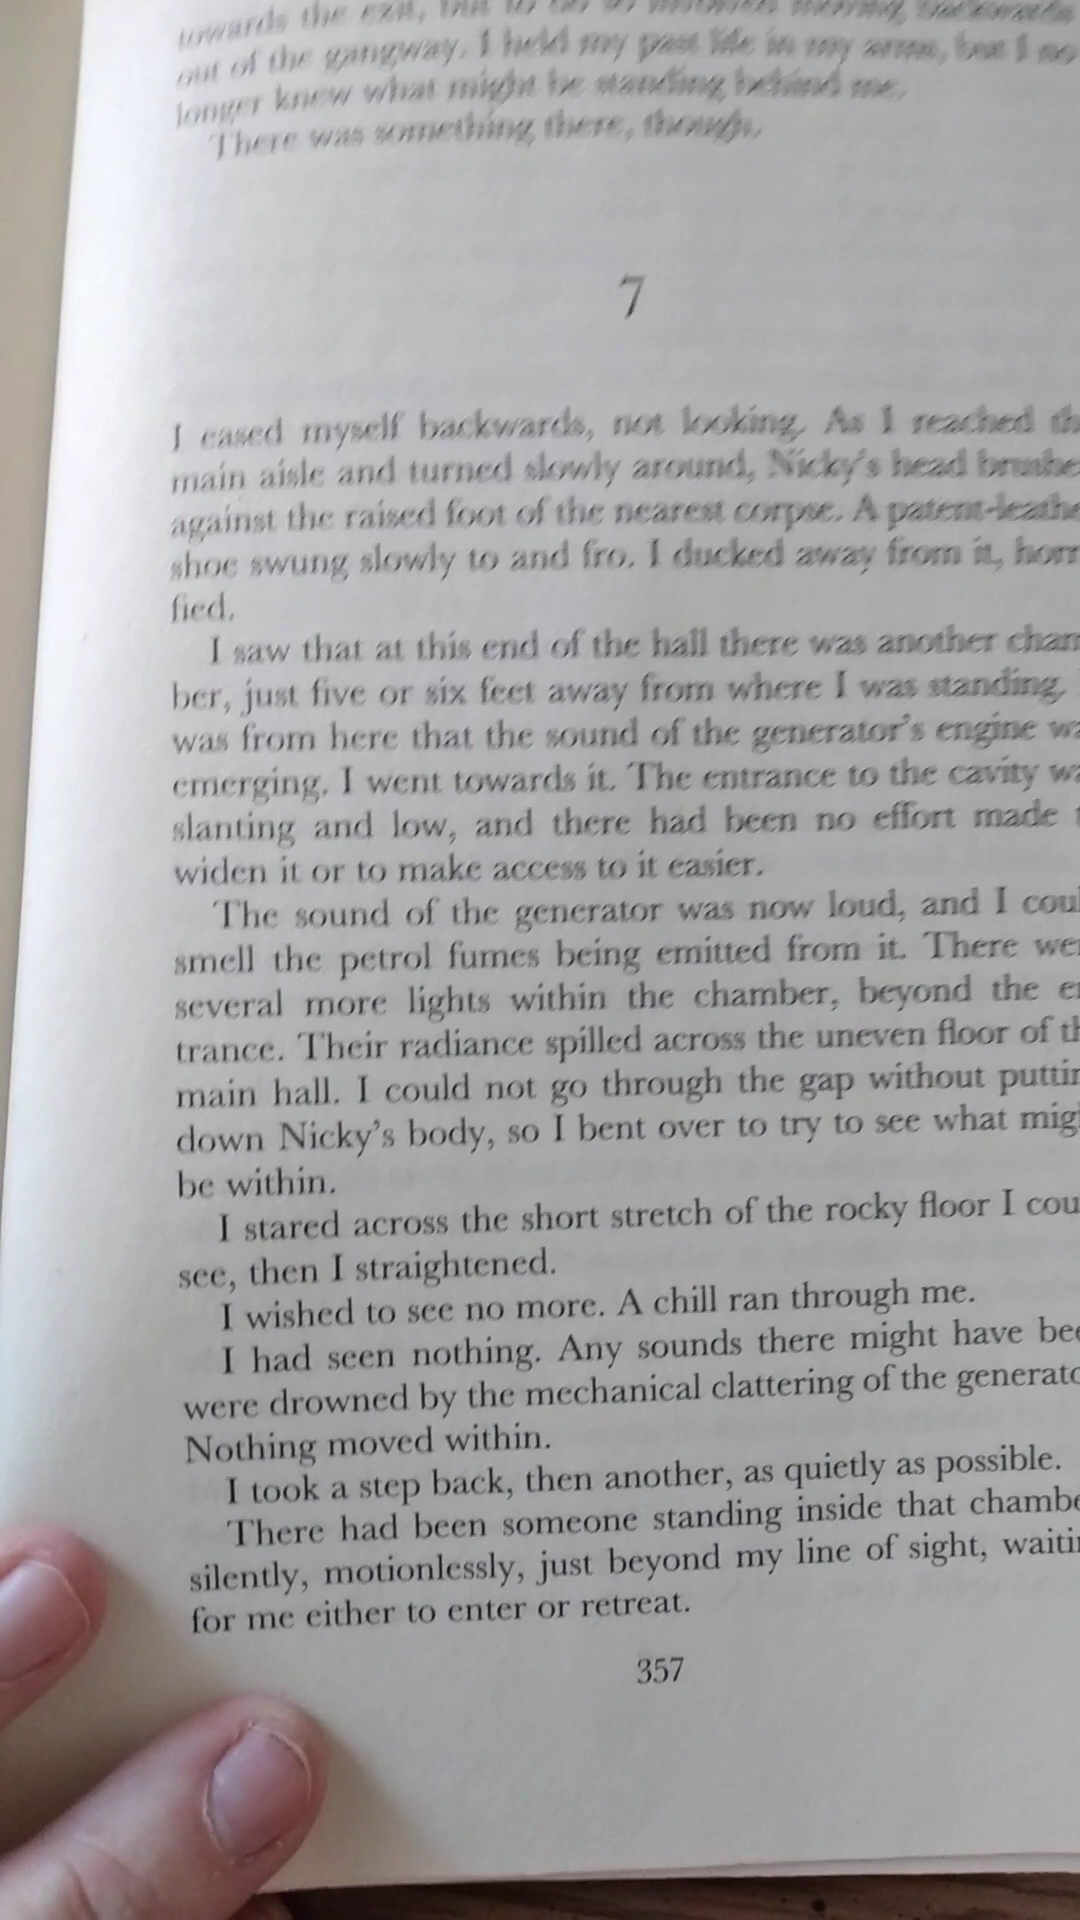 towards the exit, but to do so
out of the gangway. I held my past life in my arms, but I no
longer knew what might be standing behind me.
There was something there, though.
7
I eased myself backwards, not looking. As I reached th
main aisle and turned slowly around, Nicky's head brushe
against the raised foot of the nearest corpse. A patent-leathe
shoe swung slowly to and fro. I ducked away from it, horri
fied.
I saw that at this end of the hall there was another cham
ber, just five or six feet away from where I was standing.
was from here that the sound of the generator's engine wa
emerging. I went towards it. The entrance to the cavity wa
slanting and low, and there had been no effort made t
widen it or to make access to it easier.
The sound of the generator was now loud, and I coul
smell the petrol fumes being emitted from it. There wer
several more lights within the chamber, beyond the en
trance. Their radiance spilled across the uneven floor of th
main hall. I could not go through the gap without puttin
down Nicky's body, so I bent over to try to see what migh
be within.
I stared across the short stretch of the rocky floor I cou
see, then I straightened.
I wished to see no more. A chill ran through me.
I had seen nothing. Any sounds there might have bee
were drowned by the mechanical clattering of the generato
Nothing moved within.
I took a step back, then another, as quietly as possible.
There had been someone standing inside that chambe
silently, motionlessly, just beyond my line of sight, waitin
for me either to enter or retreat.
357